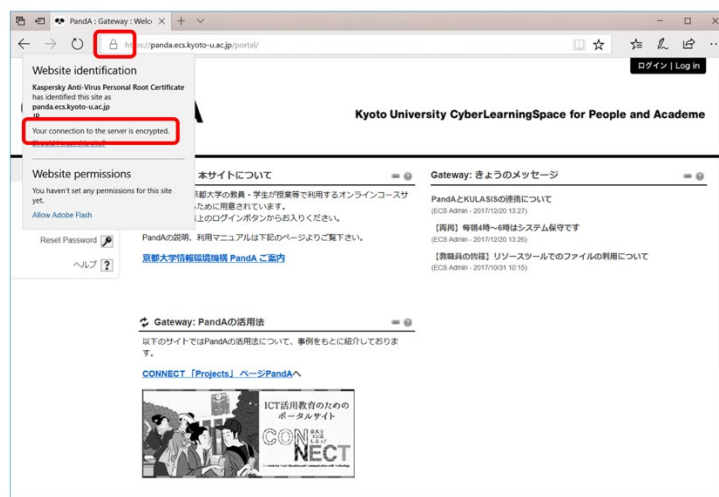 PandA : Gateway : Welco
https://panda.ecs.kyoto-u.ac.jp/portal/
ログイン | Log in
Website identification
Kaspersky Anti-Virus Personal Root Certificate
has identified this site as
panda.ecs.kyoto-u.ac.jp
JP
Your connection to the server is encrypted.
Should I trust this site?
Website permissions
You haven't set any permissions for this site
yet.
Allow Adobe Flash
A
Kyoto University CyberLearningSpace for People and Academe
Reset Password
ヘルプ
本サイトについて
京都大学の教員・学生が授業等で利用するオンラインコースサ
ために用意されています。
上のログインボタンからお入りください。
PandAの説明、利用マニュアルは下記のページよりご覧下さい。
京都大学情報環境機構 PandA ご案内
Gateway: PandAの活用法
以下のサイトではPandAの活用法について、事例をもとに紹介しておりま
す。
CONNECT 「Projects」 ページPandAへ
ICT活用教育のための
ポータルサイト
CONNECT
Gateway: きょうのメッセージ
PandAとKULASISの連携について
(ECS Admin - 2017/12/20 13:27)
【再掲】毎朝4時~6時はシステム保守です
(ECS Admin - 2017/12/20 13:26)
【教職員の皆様】リソースツールでのファイルの利用について
(ECS Admin - 2017/10/31 10:15)